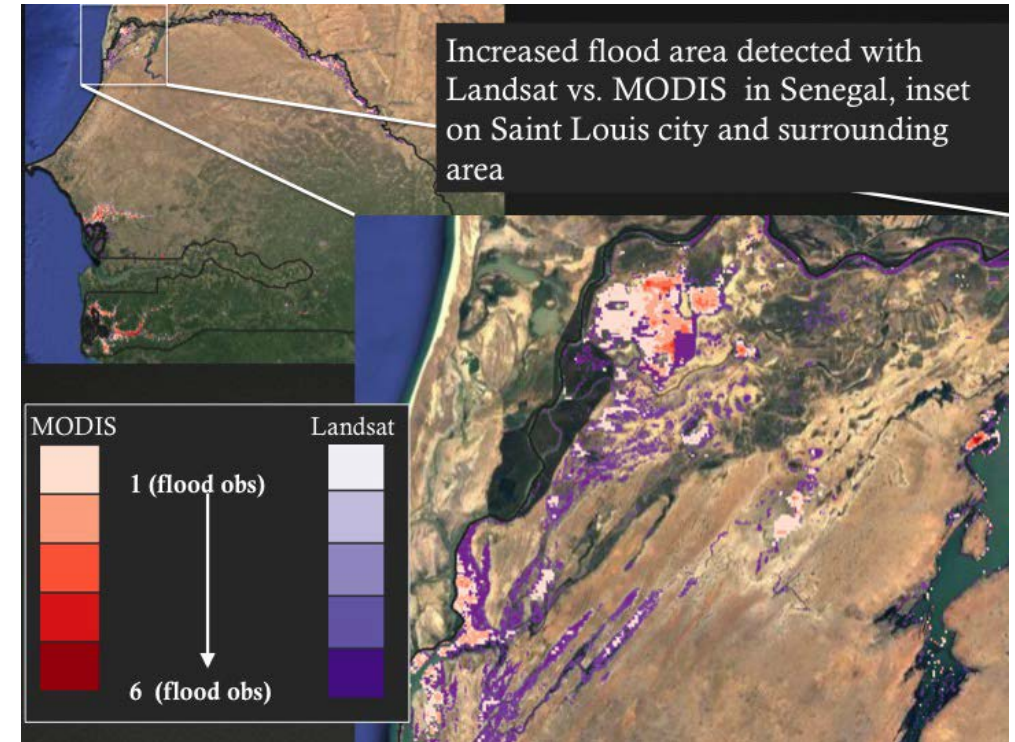 Increased flood area detected with
Landsat vs. MODIS in Senegal, inset
on Saint Louis city and surrounding
area
MODIS
Landsat
1 (flood obs)
6 (flood obs)